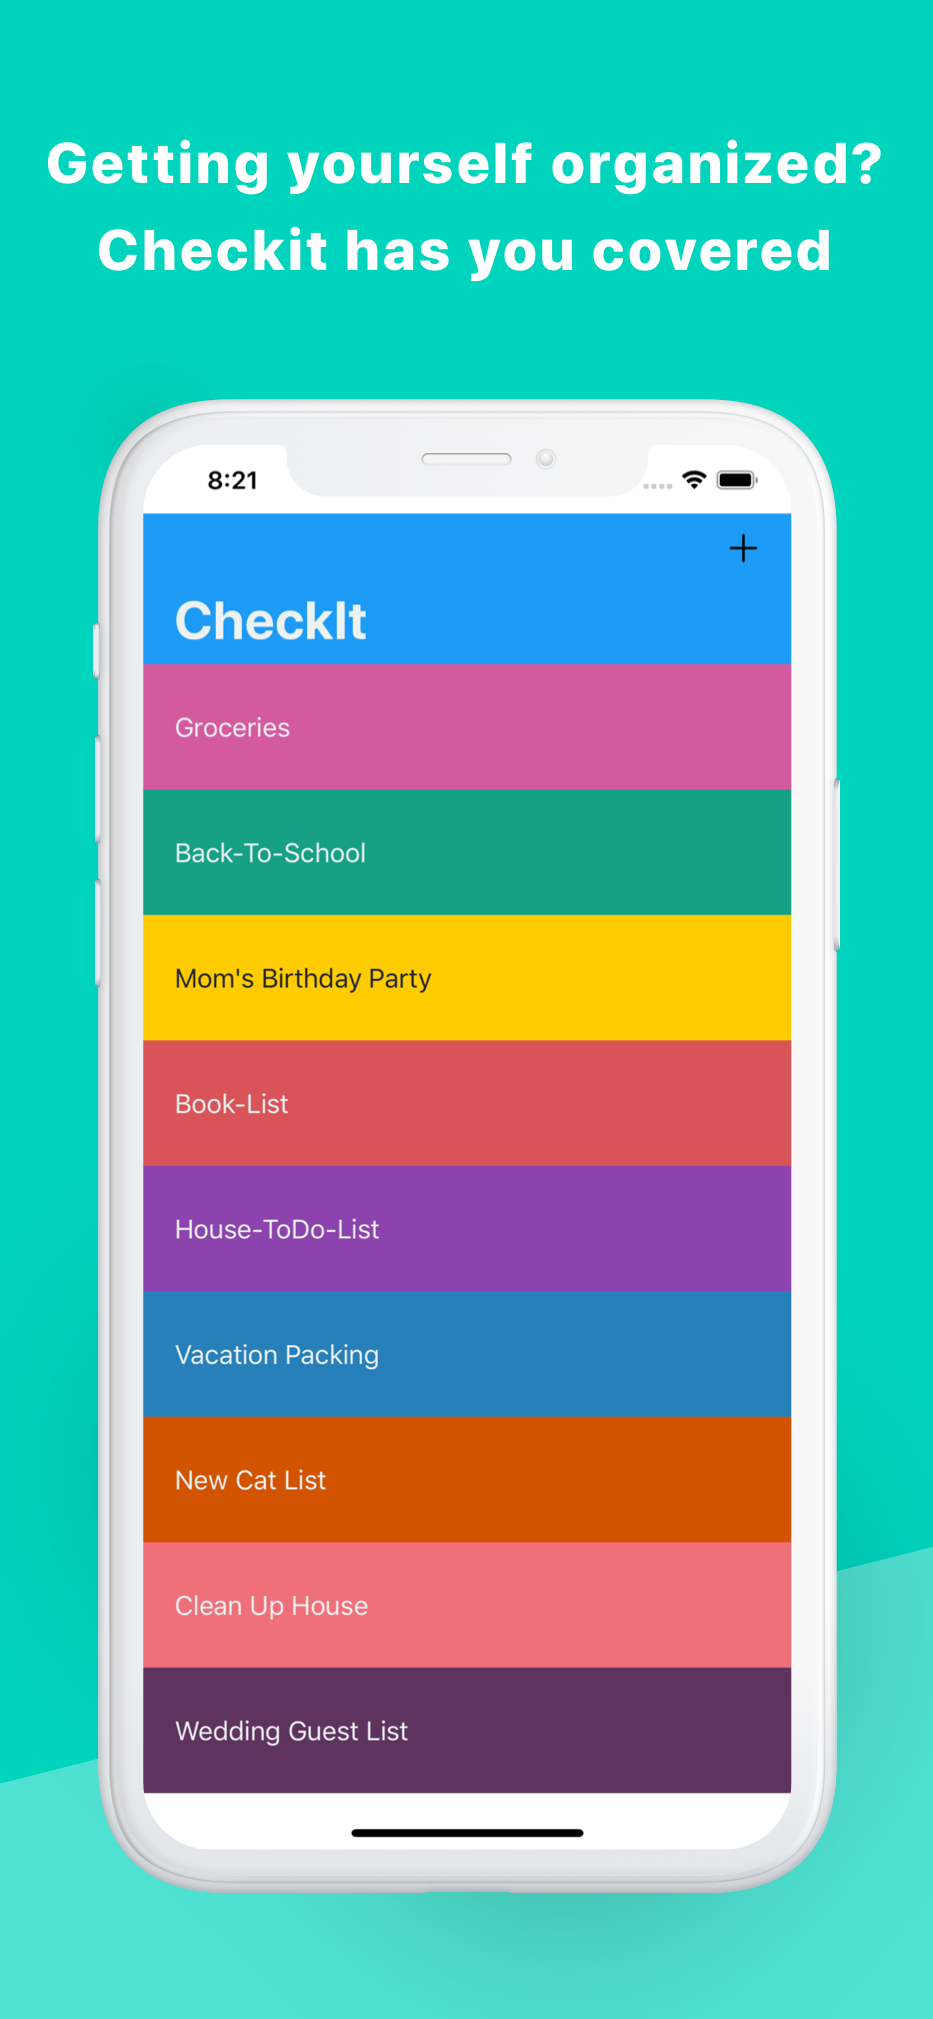 Getting yourself organized?
Checkit has you covered
8:21
CheckIt
Groceries
Back-To-School
Mom's Birthday Party
Book-List
House-ToDo-List
Vacation Packing
New Cat List
Clean Up House
Wedding Guest List